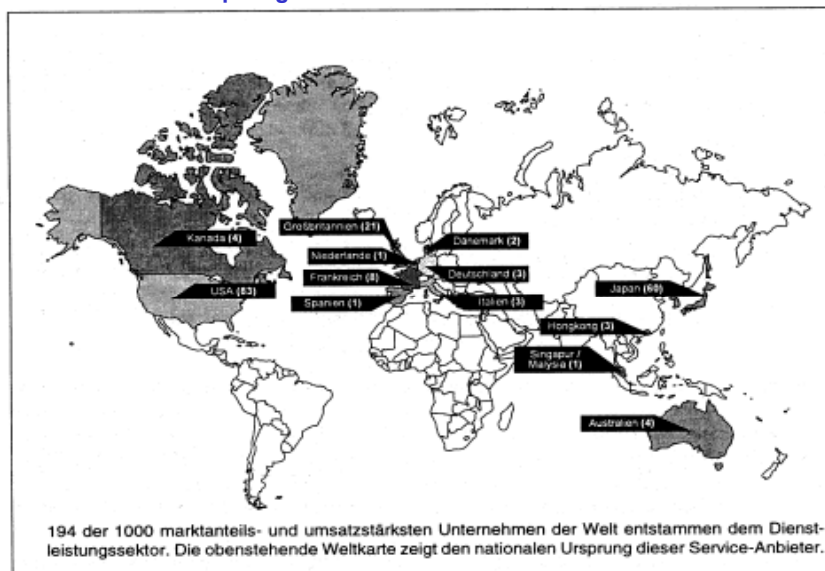 Großbritannien (21)
Dänemark (2)
Kanada (4)
Niederlande (1)
Deutschland (3)
Frankreich (8)
USA (83)
Japan (60)
Spanien (1)
Italien (3)
Hongkong (3)
Singapur /
Malysia (1)
Australien (4)
194 der 1000 marktanteils- und umsatzstärksten Unternehmen der Welt entstammen dem Dienst-
leistungssektor. Die obenstehende Weltkarte zeigt den nationalen Ursprung dieser Service-Anbieter.